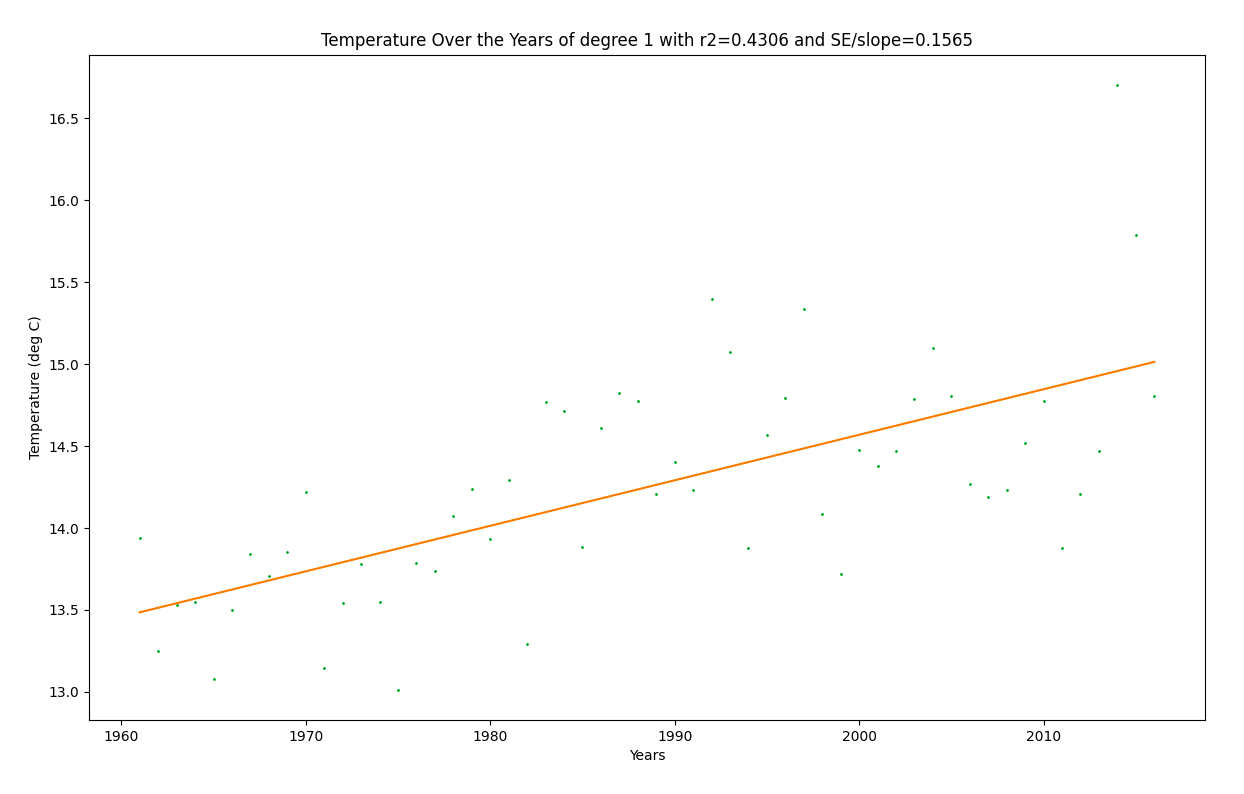 Temperature Over the Years of degree 1 with r2=0.4306 and SE/slope=0.1565
Temperature (deg C)
16.5
16.0
15.5
15.0
14.5
14.0
13.5
13.0
1960 1970 1980 1990 2000 2010
Years